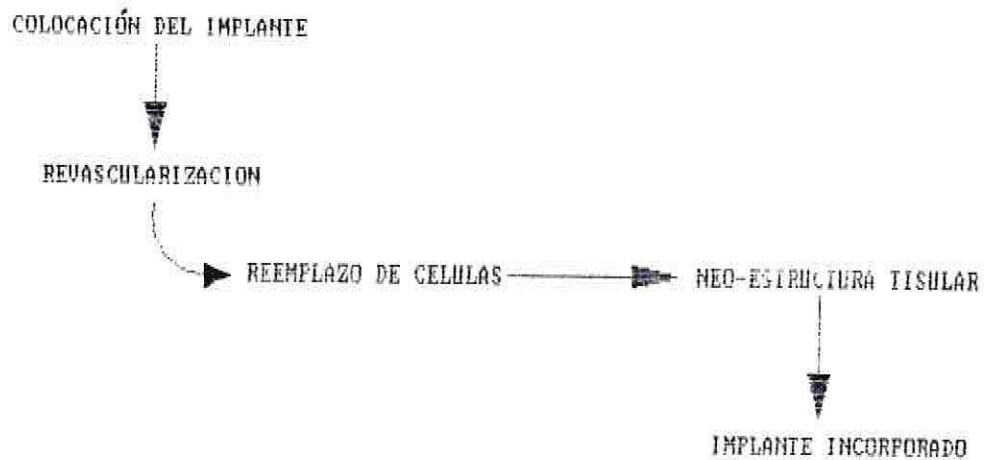 COLOCACIÓN DEL IMPLANTE
REVASCULARIZACION
REEMPLAZO DE CELULAS
NEO-ESTRUCTURA TISULAR
IMPLANTE INCORPORADO